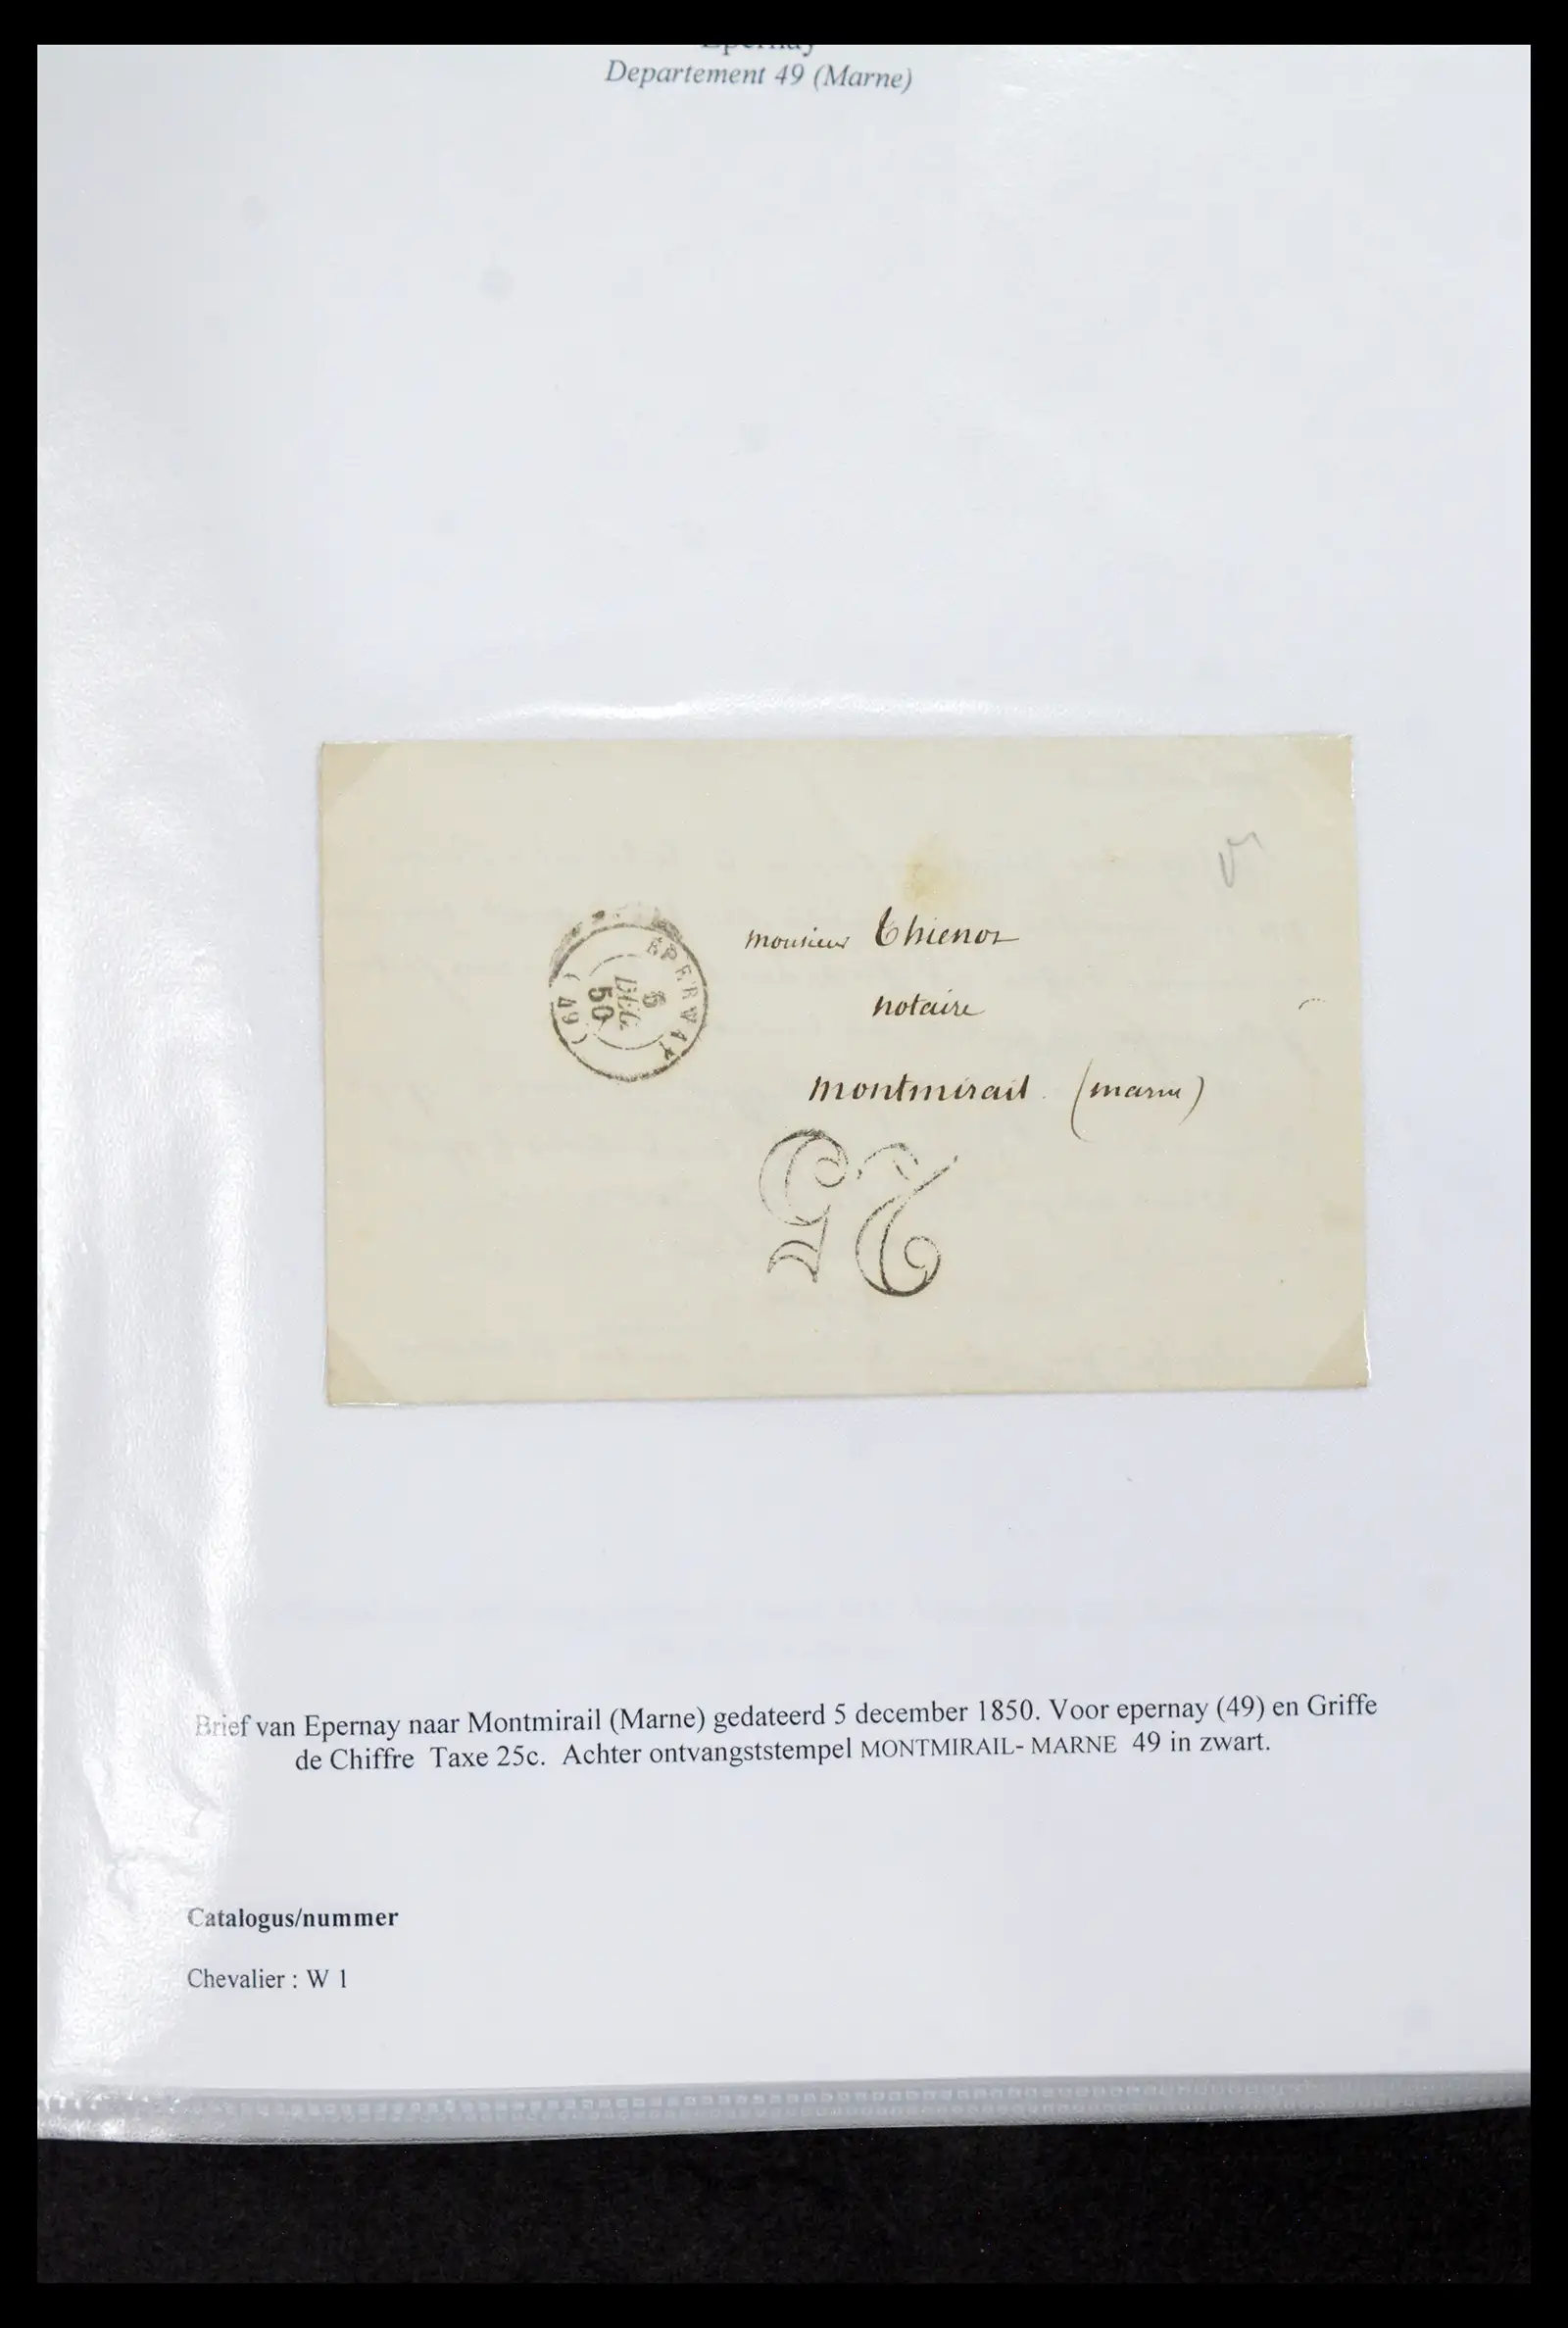 Epernay
Departement 49 (Marne)
monsieur Thienot
notaire
montmirail (marne)
EPERNAY
5
DEC.
50
(49)
25
Brief van Epernay naar Montmirail (Marne) gedateerd 5 december 1850. Voor epernay (49) en Griffe
de Chiffre Taxe 25c. Achter ontvangststempel MONTMIRAIL- MARNE 49 in zwart.
Catalogus/nummer
Chevalier : W 1